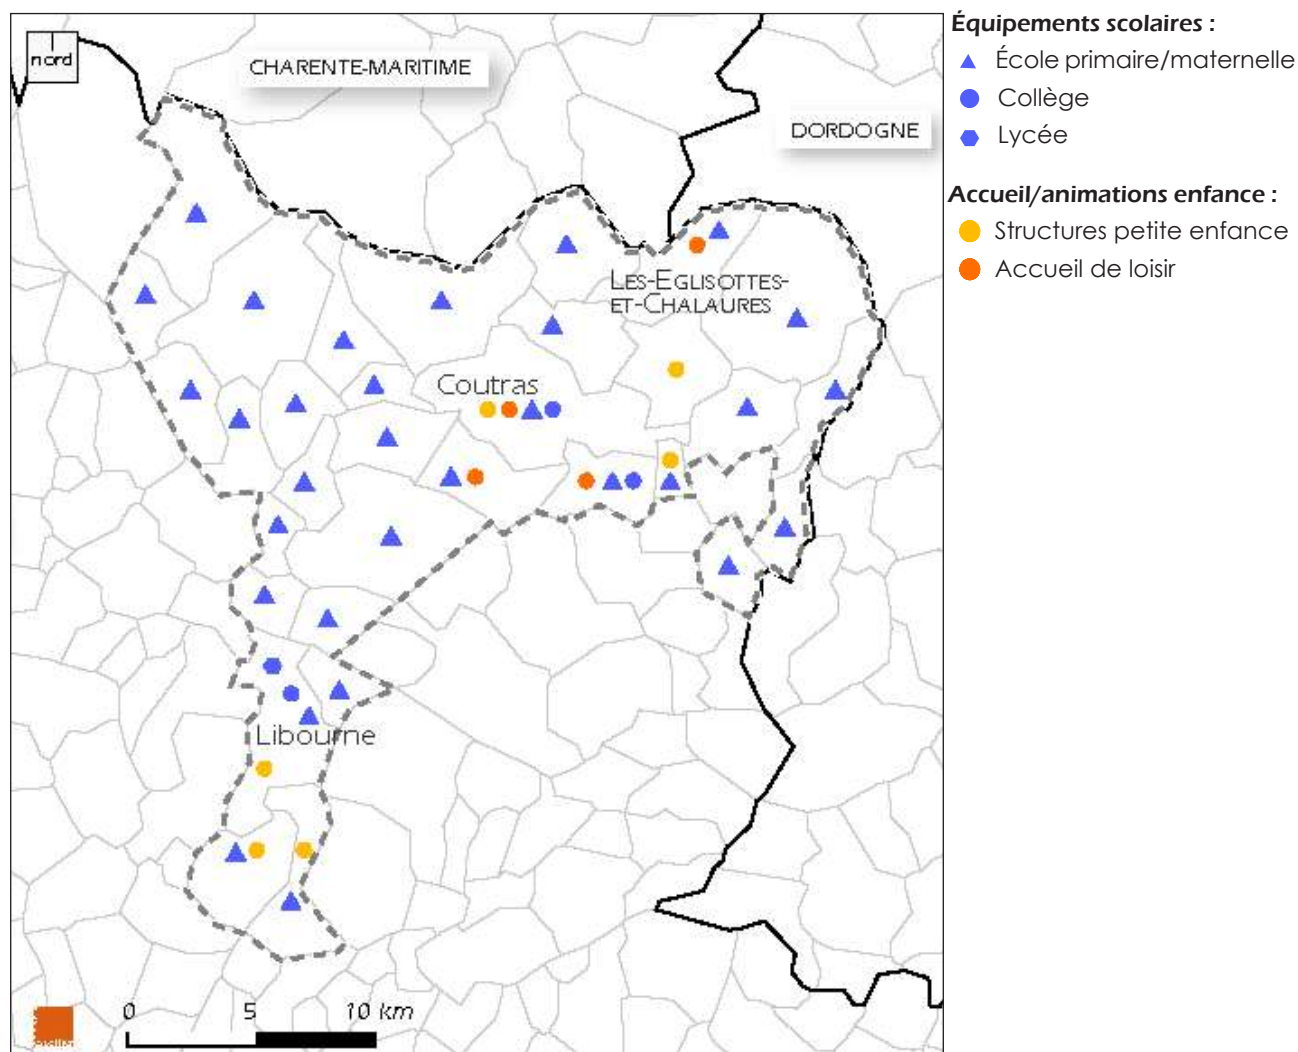 nord
CHARENTE-MARITIME
DORDOGNE
LES-EGLISOTTES-
ET-CHALAURES
Coutras
Libourne
0 5 10 km
Équipements scolaires :
École primaire/maternelle
Collège
Lycée
Accueil/animations enfance :
Structures petite enfance
Accueil de loisir